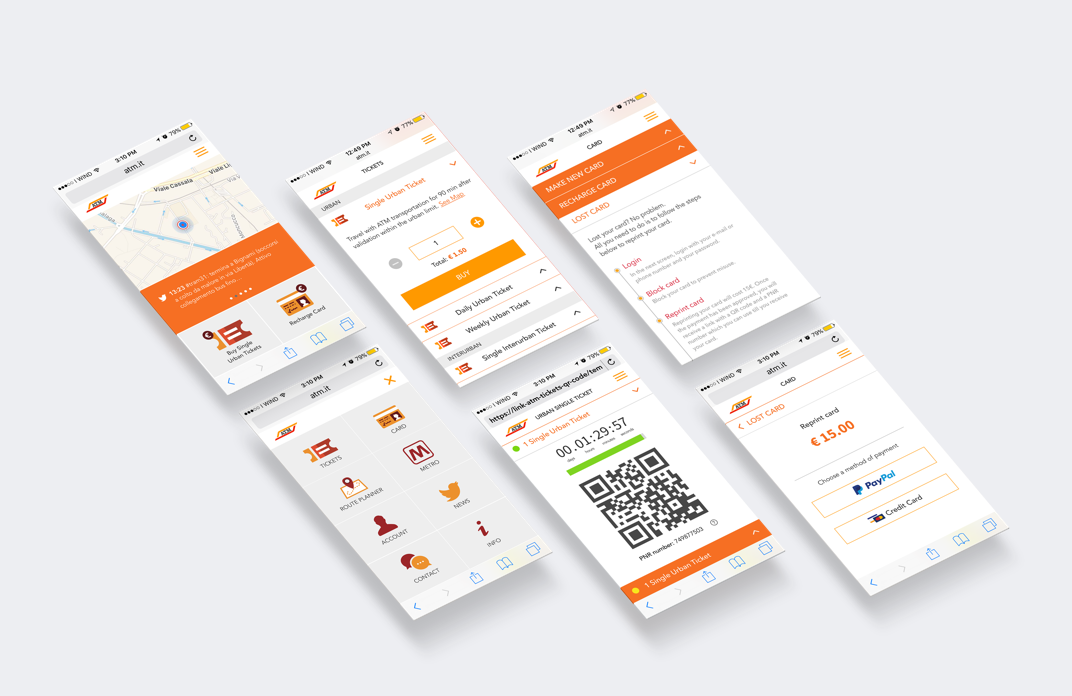 WIND 3:10 PM 79%
atm.it
ATM
Viale Cassala
Viale Li
Viale
13:23 #tram31: termina a Bignami (soccorso
a colto da malore in via Libertà). Attivo
collegamento bus fino ...
Buy Single
Urban Tickets
Recharge Card
WIND 12:49 PM 77%
atm.it
ATM
TICKETS
URBAN
Single Urban Ticket
Travel with ATM transportation for 90 min after
validation within the urban limit. See Map.
1
Total: € 1.50
BUY
Daily Urban Ticket
Weekly Urban Ticket
INTERURBAN
Single Interurban Ticket
WIND 12:49 PM 77%
atm.it
ATM
CARD
MAKE NEW CARD
RECHARGE CARD
LOST CARD
Lost your card? No problem.
All you need to do is to follow the steps
below to reprint your card.
Login
In the next screen, login with your e-mail or
phone number and your password.
Block card
Block your card to prevent misuse.
Reprint card
Reprinting your card will cost 15€. Once
the payment has been approved, you will
receive a link with a QR code and a PNR
number which you can use till you receive
your card.
WIND 3:10 PM 79%
atm.it
ATM
TICKETS
CARD
ROUTE PLANNER
METRO
ACCOUNT
NEWS
CONTACT
INFO
WIND 3:10 PM 79%
https://link-atm-tickets-qr-code/tem
ATM
URBAN SINGLE TICKET
1 Single Urban Ticket
00.01:29:57
days hours minutes seconds
PNR number: 749877503
1 Single Urban Ticket
WIND 3:10 PM 79%
atm.it
ATM
CARD
LOST CARD
Reprint card
€ 15.00
Choose a method of payment
PayPal
Credit Card